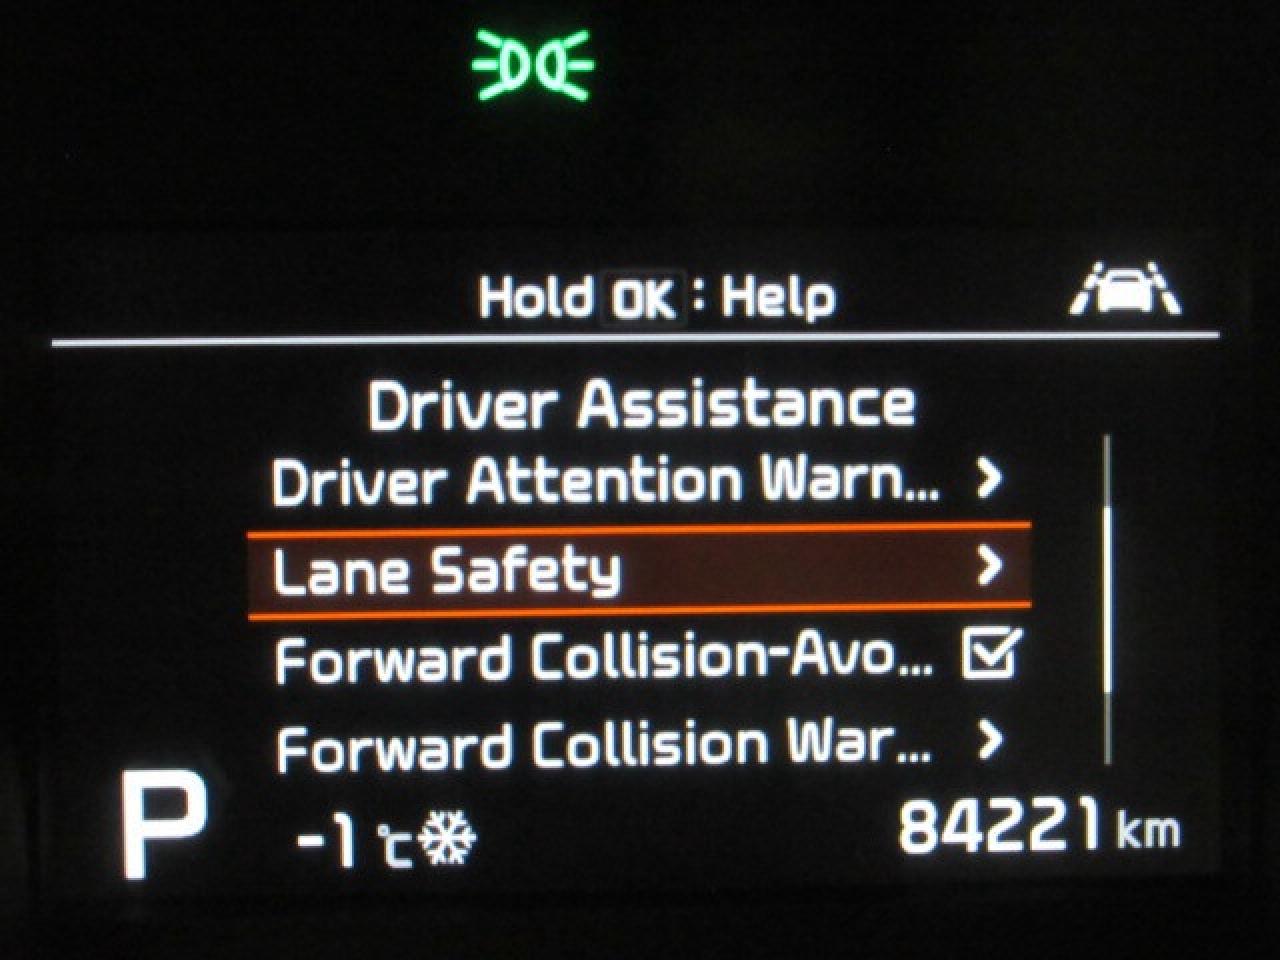 Hold OK : Help
Driver Assistance
Driver Attention Warn...
Lane Safety
Forward Collision-Avo...
Forward Collision War...
P
-1 °C
84221 km